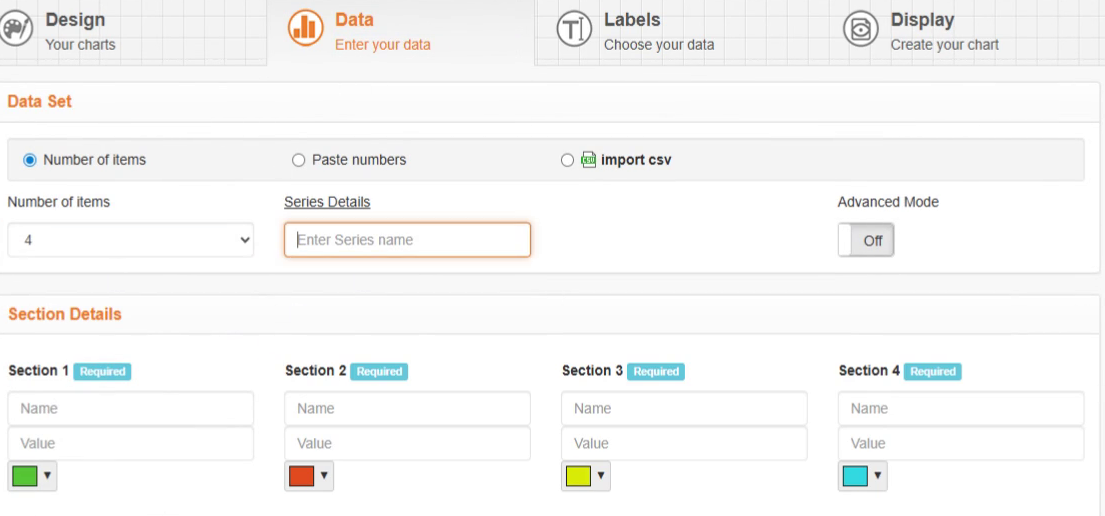 Design
Your charts
Data
Enter your data
Labels
Choose your data
Display
Create your chart
Data Set
Number of items
Paste numbers
import csv
Number of items
Series Details
Advanced Mode
4
Enter Series name
Off
Section Details
Section 1 Required
Section 2 Required
Section 3 Required
Section 4 Required
Name
Name
Name
Name
Value
Value
Value
Value